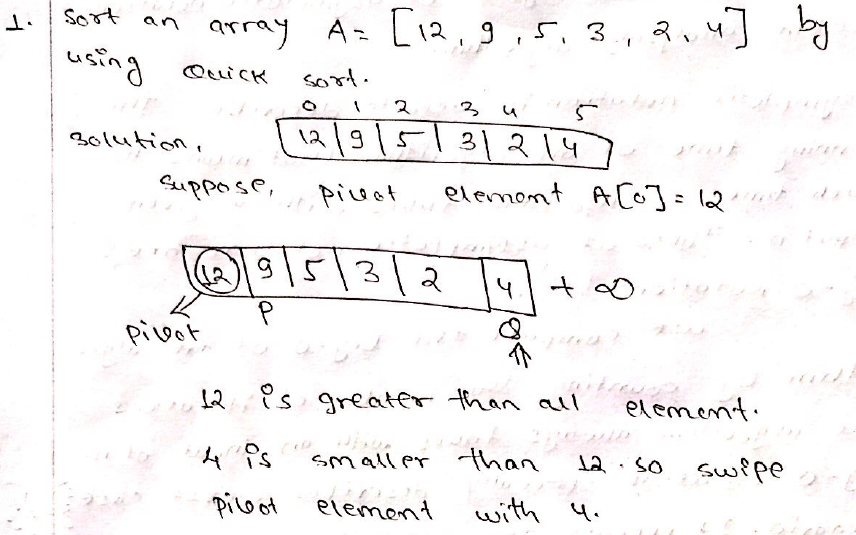 1. Sort an array A = [12, 9, 5, 3, 2, 4] by
using Quick sort.
0 1 2 3 4 5
Solution, 12 | 9 | 5 | 3 | 2 | 4
Suppose, pivot element A[0] = 12
12 | 9 | 5 | 3 | 2 | 4 + ∞
pivot P Q
⇑
12 is greater than all element.
4 is smaller than 12. so swipe
pivot element with 4.